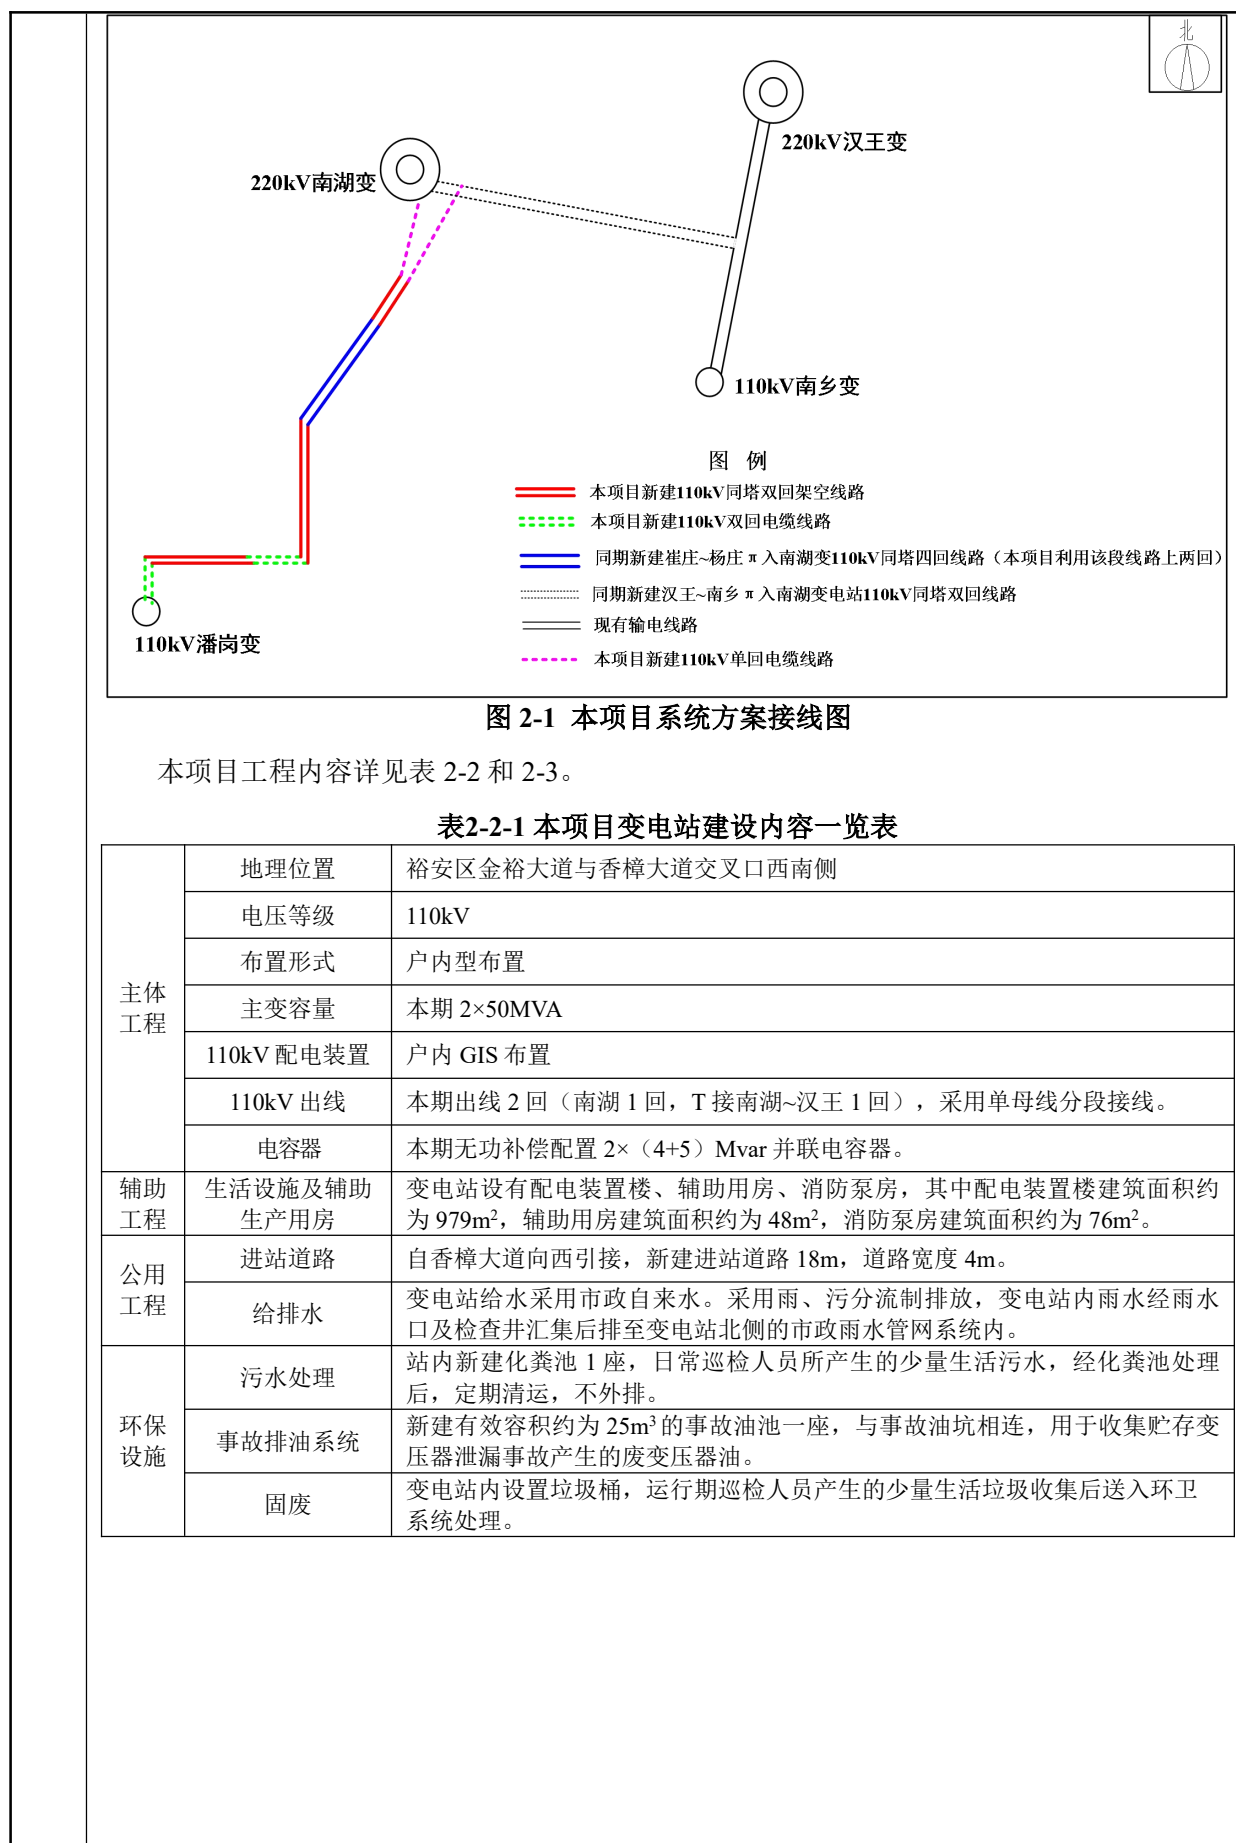 北
220kV汉王变
220kV南湖变
110kV南乡变
图 例
本项目新建110kV同塔双回架空线路
本项目新建110kV双回电缆线路
同期新建崔庄~杨庄π入南湖变110kV同塔四回线路（本项目利用该段线路上两回）
同期新建汉王~南乡π入南湖变电站110kV同塔双回线路
现有输电线路
110kV潘岗变
本项目新建110kV单回电缆线路
图 2-1 本项目系统方案接线图
本项目工程内容详见表 2-2 和 2-3。
表2-2-1 本项目变电站建设内容一览表
主体
工程
地理位置
裕安区金裕大道与香樟大道交叉口西南侧
电压等级
110kV
布置形式
户内型布置
主变容量
本期 2×50MVA
110kV 配电装置
户内 GIS 布置
110kV 出线
本期出线 2 回（南湖 1 回，T 接南湖~汉王 1 回），采用单母线分段接线。
电容器
本期无功补偿配置 2×（4+5）Mvar 并联电容器。
辅助
工程
生活设施及辅助
生产用房
变电站设有配电装置楼、辅助用房、消防泵房，其中配电装置楼建筑面积约
为 979m²，辅助用房建筑面积约为 48m²，消防泵房建筑面积约为 76m²。
公用
工程
进站道路
自香樟大道向西引接，新建进站道路 18m，道路宽度 4m。
给排水
变电站给水采用市政自来水。采用雨、污分流制排放，变电站内雨水经雨水
口及检查井汇集后排至变电站北侧的市政雨水管网系统内。
环保
设施
污水处理
站内新建化粪池 1 座，日常巡检人员所产生的少量生活污水，经化粪池处理
后，定期清运，不外排。
事故排油系统
新建有效容积约为 25m³ 的事故油池一座，与事故油坑相连，用于收集贮存变
压器泄漏事故产生的废变压器油。
固废
变电站内设置垃圾桶，运行期巡检人员产生的少量生活垃圾收集后送入环卫
系统处理。